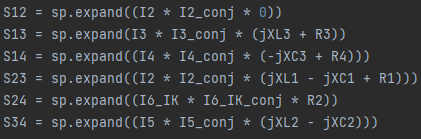 S12 = sp.expand((I2 * I2_conj * 0))
S13 = sp.expand(I3 * I3_conj * (jXL3 + R3))
S14 = sp.expand((I4 * I4_conj * (-jXC3 + R4)))
S23 = sp.expand((I2 * I2_conj * (jXL1 - jXC1 + R1)))
S24 = sp.expand((I6_IK * I6_IK_conj * R2))
S34 = sp.expand((I5 * I5_conj * (jXL2 - jXC2)))